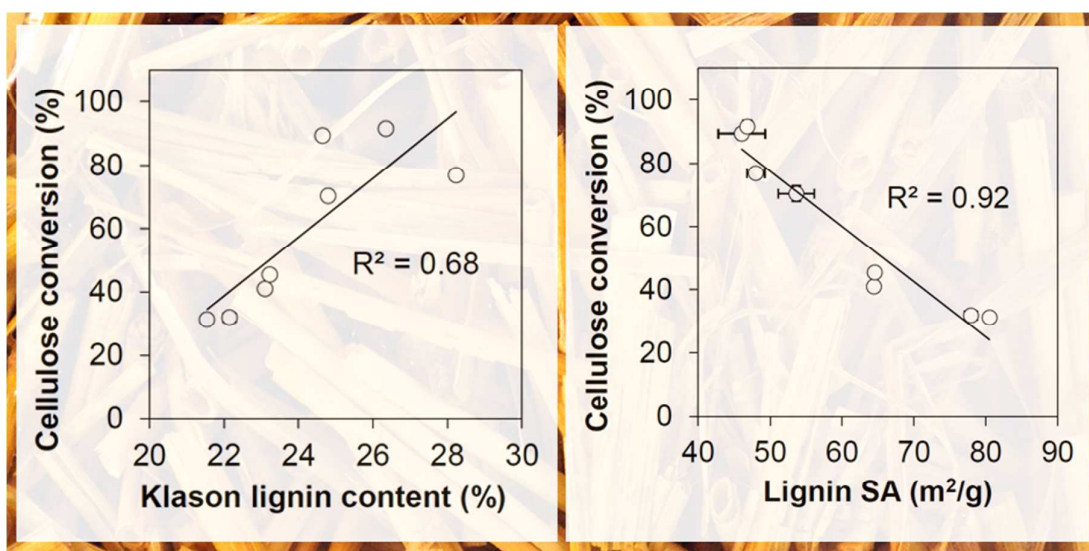 Cellulose conversion (%)
100
80
60
40
20
0
R² = 0.68
20 22 24 26 28 30
Klason lignin content (%)
Cellulose conversion (%)
100
80
60
40
20
0
R² = 0.92
40 50 60 70 80 90
Lignin SA (m²/g)